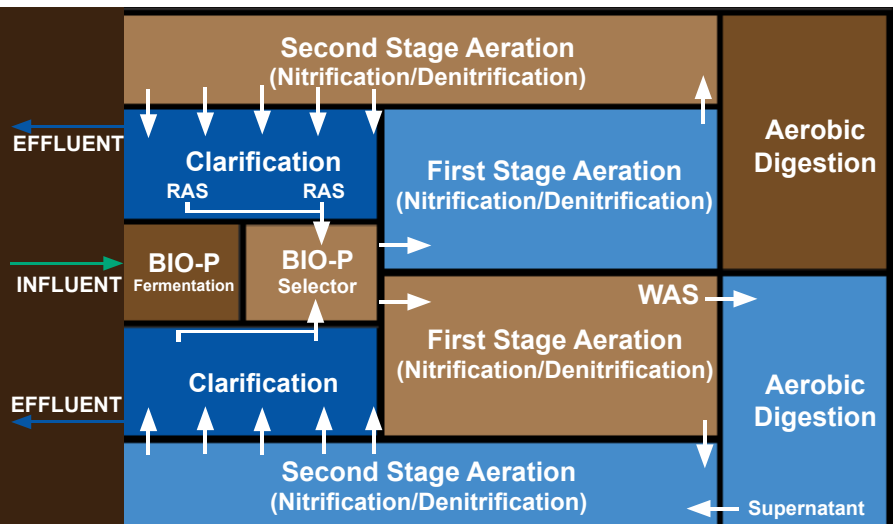 Second Stage Aeration
(Nitrification/Denitrification)
EFFLUENT
Clarification
RAS RAS
First Stage Aeration
(Nitrification/Denitrification)
Aerobic
Digestion
INFLUENT
BIO-P
Fermentation
BIO-P
Selector
WAS
First Stage Aeration
(Nitrification/Denitrification)
Clarification
EFFLUENT
Aerobic
Digestion
Second Stage Aeration
(Nitrification/Denitrification)
Supernatant